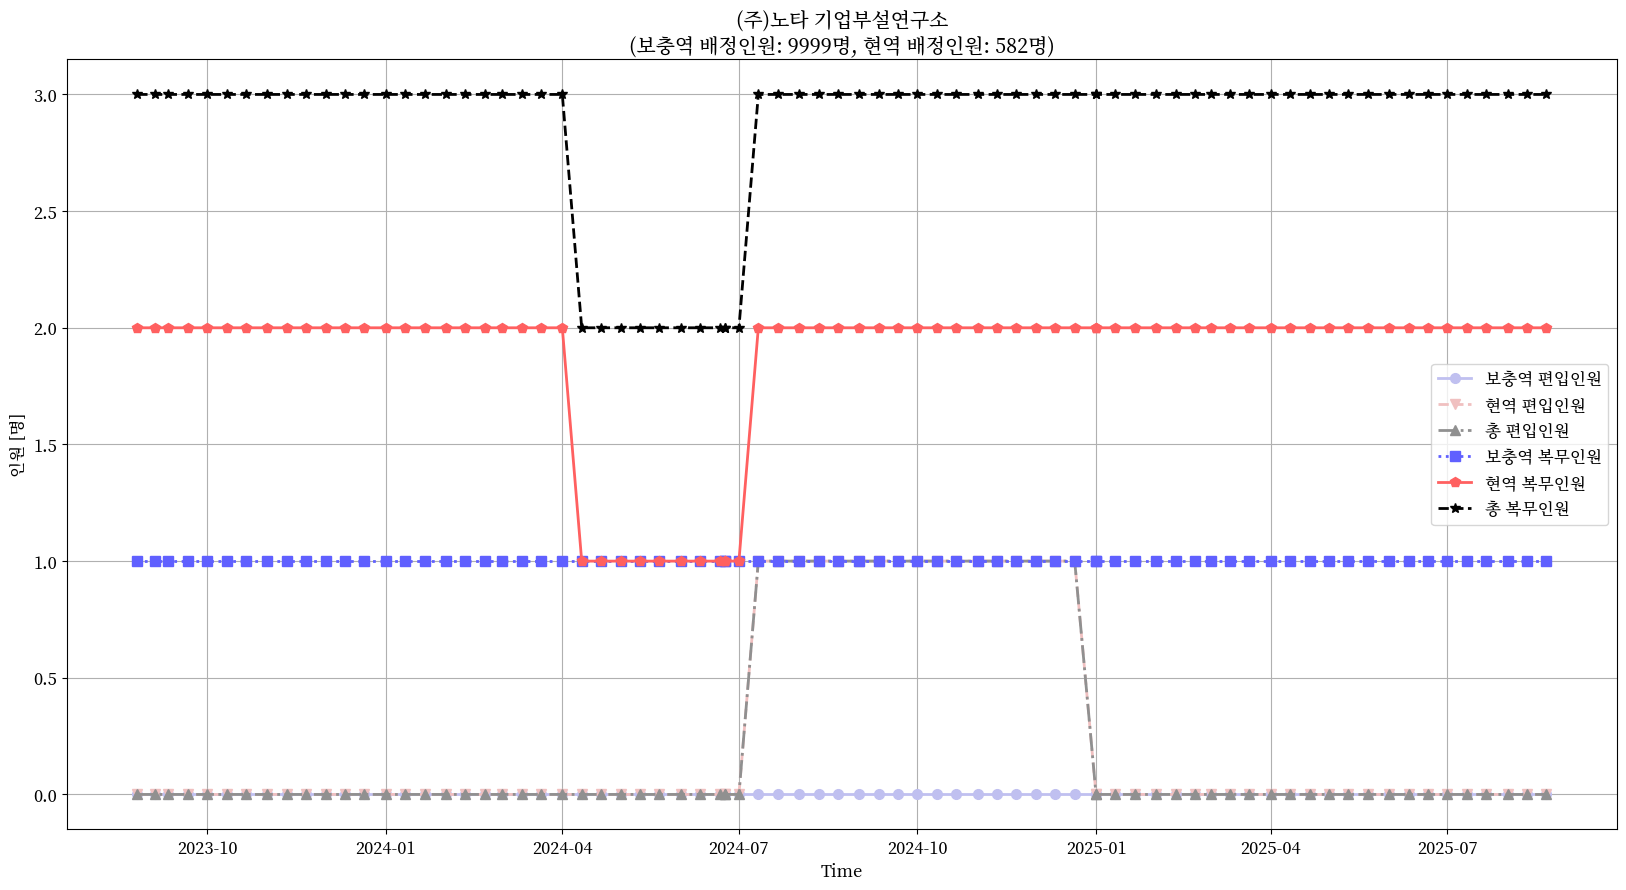 (주)노타 기업부설연구소
(보충역 배정인원: 9999명, 현역 배정인원: 582명)
3.0
2.5
2.0
1.5
1.0
0.5
0.0
인원 [명]
보충역 편입인원
현역 편입인원
총 편입인원
보충역 복무인원
현역 복무인원
총 복무인원
2023-10
2024-01
2024-04
2024-07
2024-10
2025-01
2025-04
2025-07
Time